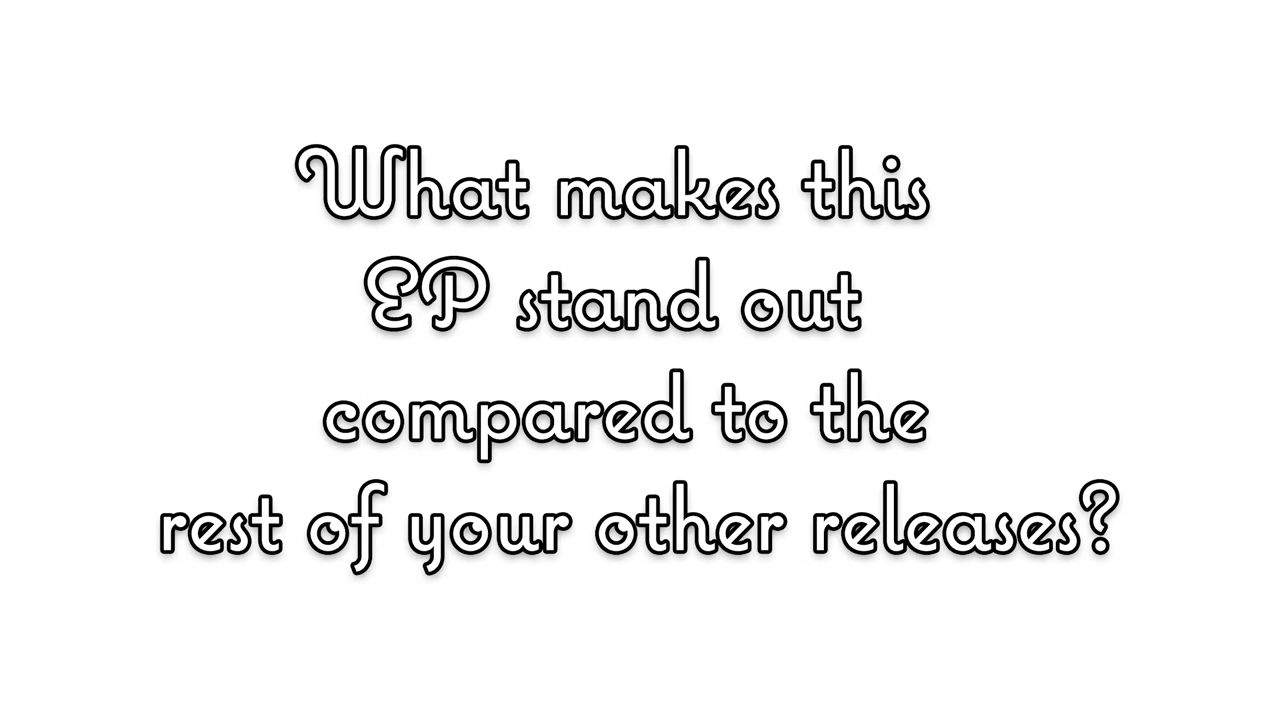 What makes this
EP stand out
compared to the
rest of your other releases?